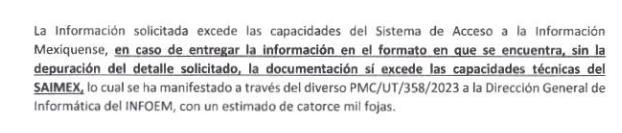 La Información solicitada excede las capacidades del Sistema de Acceso a la Información
Mexiquense, en caso de entregar la información en el formato en que se encuentra, sin la
depuración del detalle solicitado, la documentación sí excede las capacidades técnicas del
SAIMEX, lo cual se ha manifestado a través del diverso PMC/UT/358/2023 a la Dirección General de
Informática del INFOEM, con un estimado de catorce mil fojas.